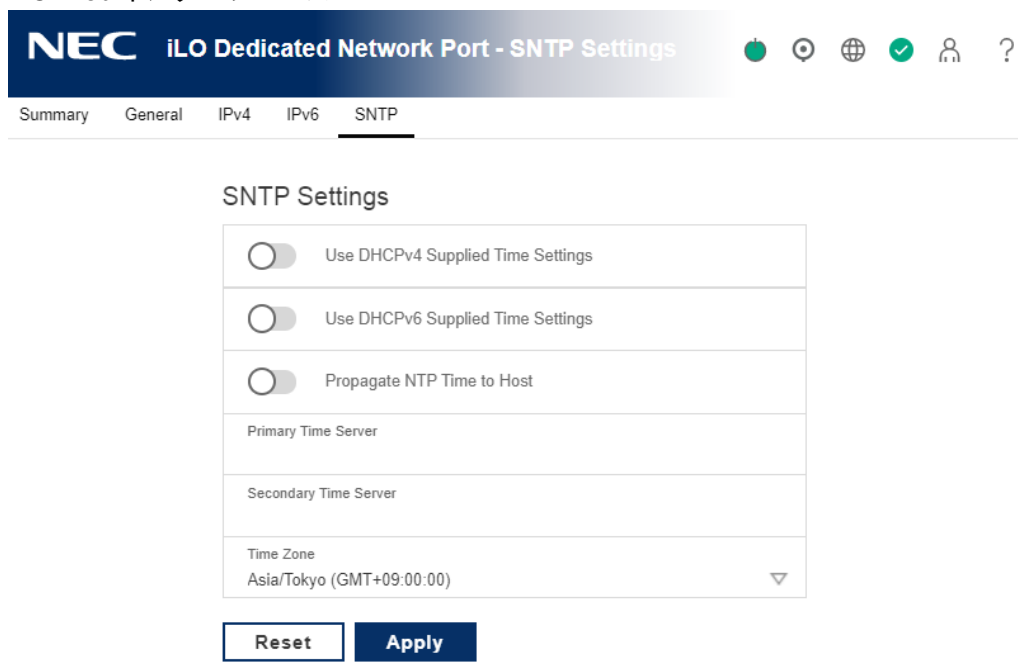 NEC iLO Dedicated Network Port - SNTP Settings ?
Summary General IPv4 IPv6 SNTP
SNTP Settings
Use DHCPv4 Supplied Time Settings
Use DHCPv6 Supplied Time Settings
Propagate NTP Time to Host
Primary Time Server
Secondary Time Server
Time Zone
Asia/Tokyo (GMT+09:00:00)
Reset Apply